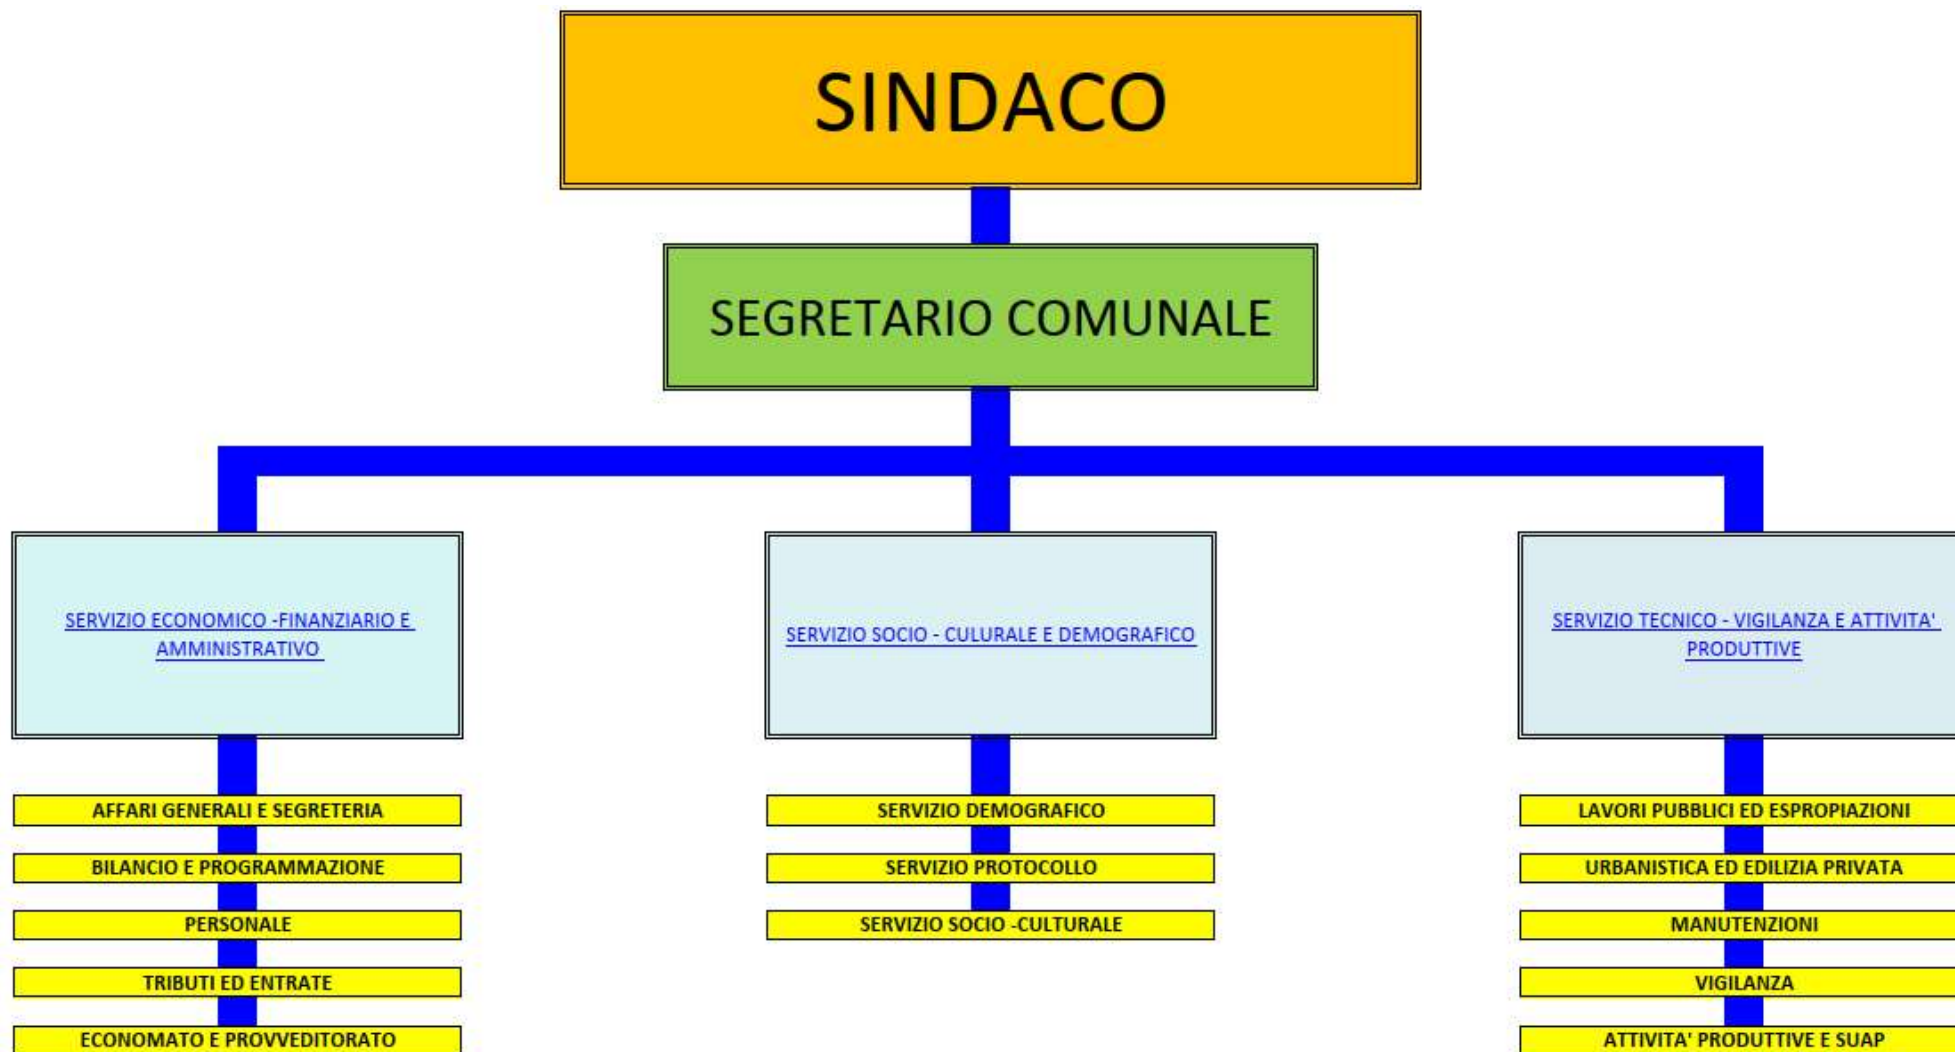 SINDACO
SEGRETARIO COMUNALE
SERVIZIO ECONOMICO -FINANZIARIO E
AMMINISTRATIVO
SERVIZIO SOCIO - CULURALE E DEMOGRAFICO
SERVIZIO TECNICO - VIGILANZA E ATTIVITA'
PRODUTTIVE
AFFARI GENERALI E SEGRETERIA
BILANCIO E PROGRAMMAZIONE
PERSONALE
TRIBUTI ED ENTRATE
ECONOMATO E PROVVEDITORATO
SERVIZIO DEMOGRAFICO
SERVIZIO PROTOCOLLO
SERVIZIO SOCIO -CULTURALE
LAVORI PUBBLICI ED ESPROPIAZIONI
URBANISTICA ED EDILIZIA PRIVATA
MANUTENZIONI
VIGILANZA
ATTIVITA' PRODUTTIVE E SUAP